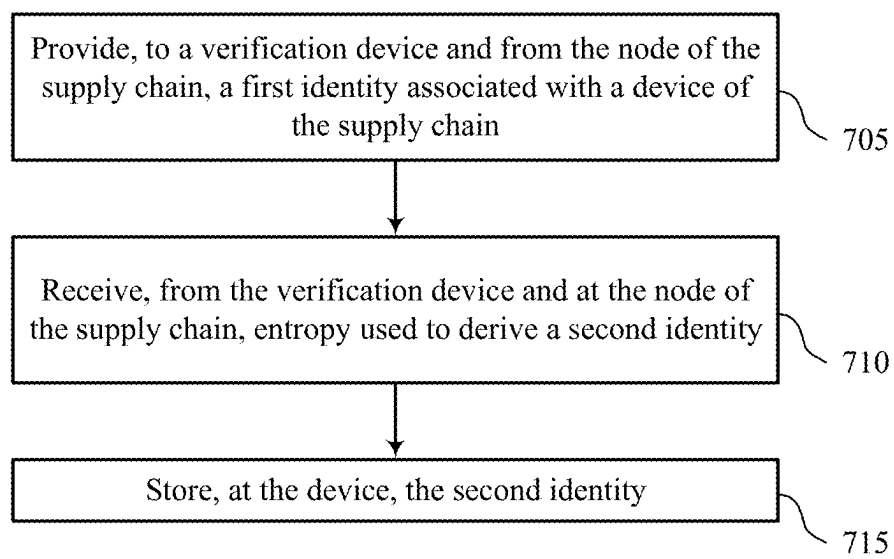 Provide, to a verification device and from the node of the
supply chain, a first identity associated with a device of
the supply chain
705
Receive, from the verification device and at the node of
the supply chain, entropy used to derive a second identity
710
Store, at the device, the second identity
715